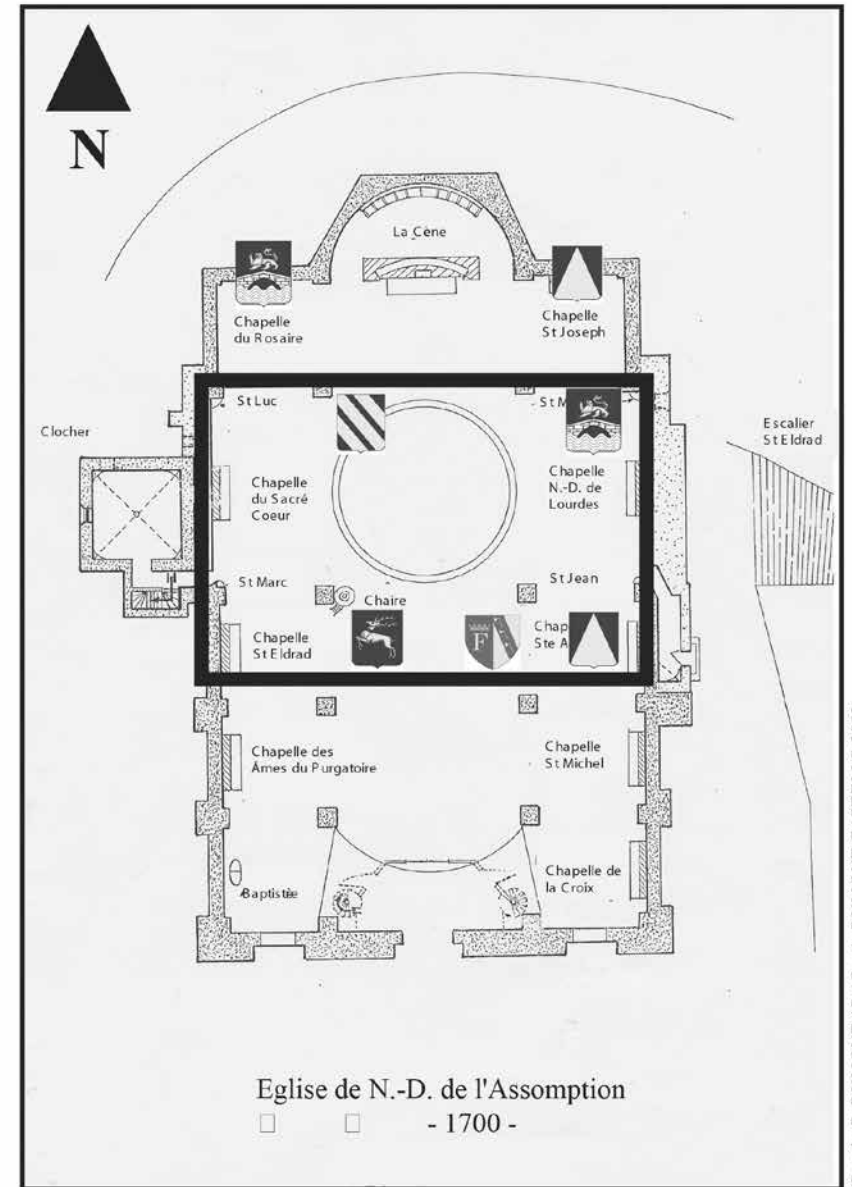 N
La Cène
Chapelle
du Rosaire
Chapelle
St Joseph
St Luc
St M
Clocher
Escalier
St Eldrad
Chapelle
du Sacré
Coeur
Chapelle
N.-D. de
Lourdes
St Marc
St Jean
Chaire
Chapelle
St Eldrad
F
Chap
Ste A
Chapelle des
Âmes du Purgatoire
Chapelle
St Michel
Baptistèe
Chapelle de
la Croix
Eglise de N.-D. de l'Assomption
- 1700 -